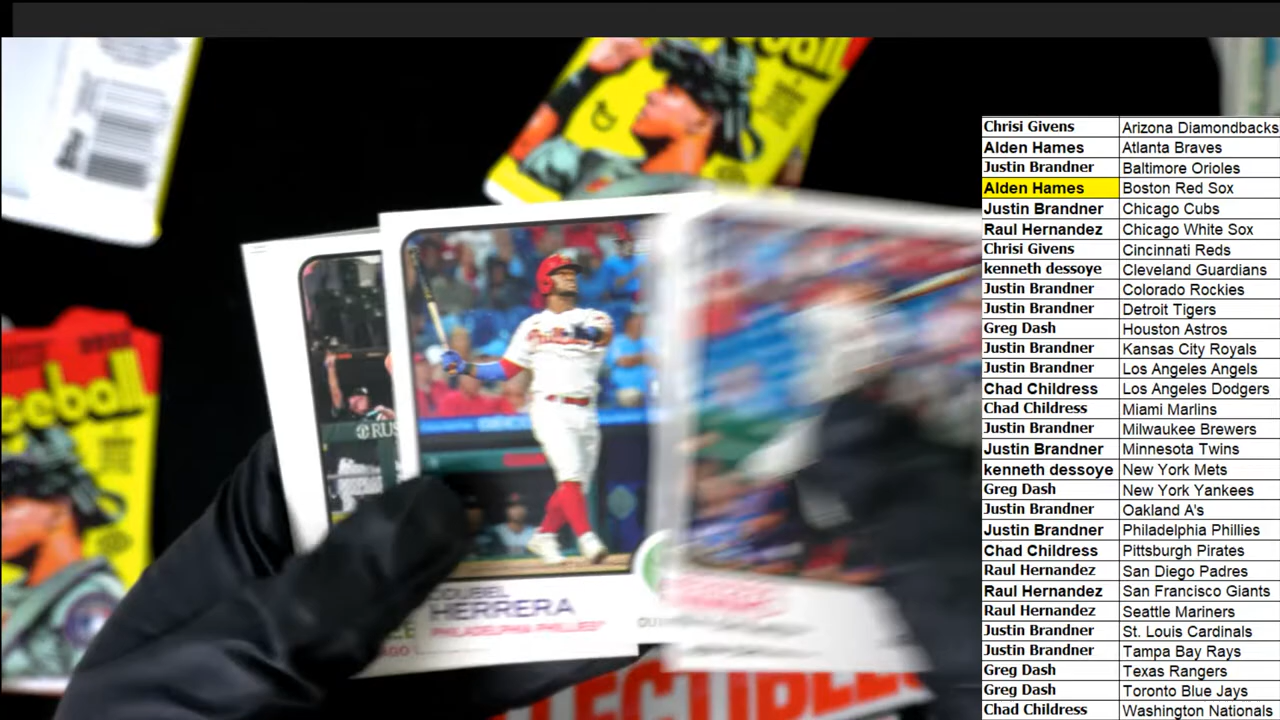 eball
eball
RUS
HERRERA
PHILADELPHIA PHILLIES
Chrisi Givens Arizona Diamondbacks
Alden Hames Atlanta Braves
Justin Brandner Baltimore Orioles
Alden Hames Boston Red Sox
Justin Brandner Chicago Cubs
Raul Hernandez Chicago White Sox
Chrisi Givens Cincinnati Reds
kenneth dessoye Cleveland Guardians
Justin Brandner Colorado Rockies
Justin Brandner Detroit Tigers
Greg Dash Houston Astros
Justin Brandner Kansas City Royals
Justin Brandner Los Angeles Angels
Chad Childress Los Angeles Dodgers
Chad Childress Miami Marlins
Justin Brandner Milwaukee Brewers
Justin Brandner Minnesota Twins
kenneth dessoye New York Mets
Greg Dash New York Yankees
Justin Brandner Oakland A's
Justin Brandner Philadelphia Phillies
Chad Childress Pittsburgh Pirates
Raul Hernandez San Diego Padres
Raul Hernandez San Francisco Giants
Raul Hernandez Seattle Mariners
Justin Brandner St. Louis Cardinals
Justin Brandner Tampa Bay Rays
Greg Dash Texas Rangers
Greg Dash Toronto Blue Jays
Chad Childress Washington Nationals